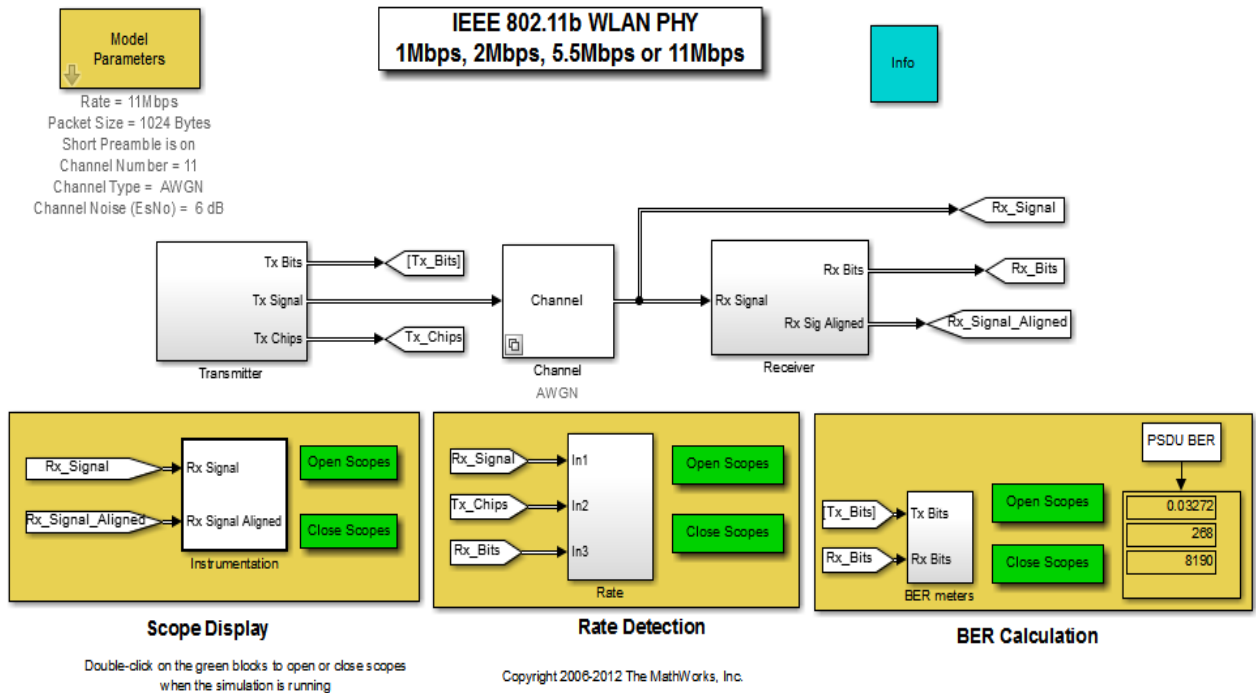 Model
Parameters
IEEE 802.11b WLAN PHY
1Mbps, 2Mbps, 5.5Mbps or 11Mbps
Info
Rate = 11Mbps
Packet Size = 1024 Bytes
Short Preamble is on
Channel Number = 11
Channel Type = AWGN
Channel Noise (EsNo) = 6 dB
Tx Bits
Tx Signal
Tx Chips
Transmitter
[Tx_Bits]
Tx_Chips
Channel
Channel
AWGN
Rx Signal
Rx Bits
Rx Sig Aligned
Receiver
Rx_Signal
Rx_Bits
Rx_Signal_Aligned
Rx_Signal
Rx_Signal_Aligned
Rx Signal
Rx Signal Aligned
Instrumentation
Open Scopes
Close Scopes
Scope Display
Double-click on the green blocks to open or close scopes
when the simulation is running
Rx_Signal
Tx_Chips
Rx_Bits
In1
In2
In3
Rate
Open Scopes
Close Scopes
Rate Detection
Copyright 2006-2012 The MathWorks, Inc.
[Tx_Bits]
Rx_Bits
Tx Bits
Rx Bits
BER meters
Open Scopes
Close Scopes
PSDU BER
0.03272
268
8190
BER Calculation